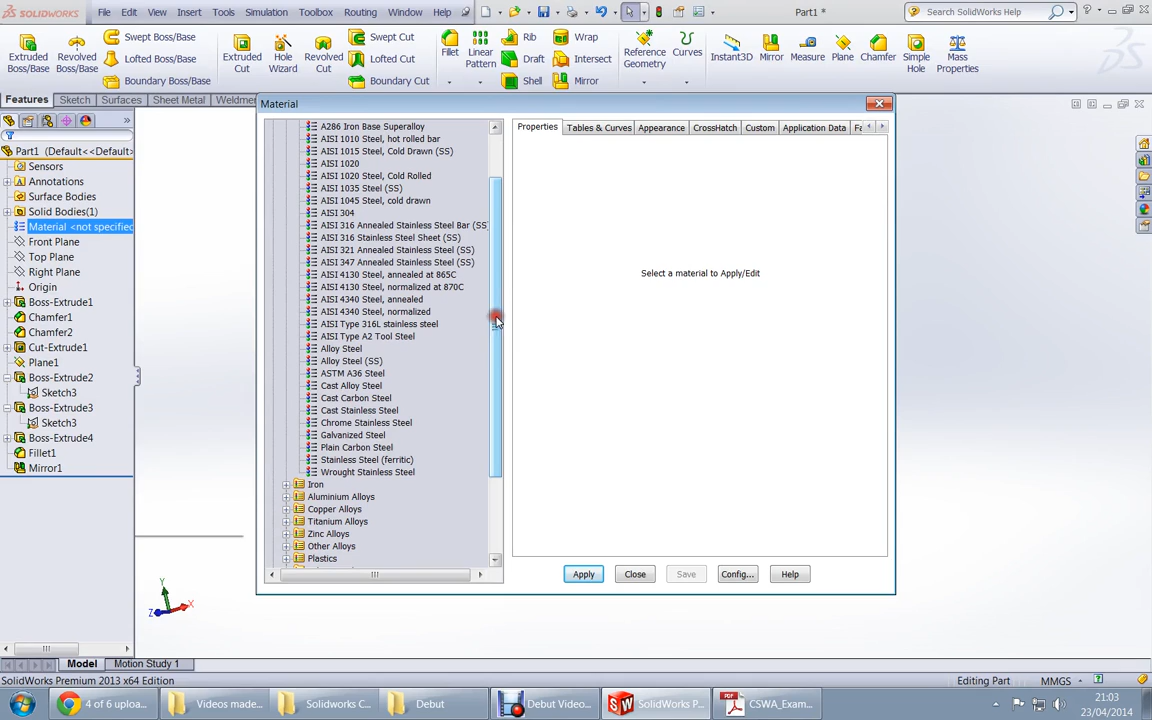 SOLIDWORKS File Edit View Insert Tools Simulation Toolbox Routing Window Help Part1 * Search SolidWorks Help
Extruded Boss/Base
Revolved Boss/Base
Swept Boss/Base
Lofted Boss/Base
Boundary Boss/Base
Extruded Cut
Hole Wizard
Revolved Cut
Swept Cut
Lofted Cut
Boundary Cut
Fillet
Linear Pattern
Rib
Draft
Shell
Wrap
Intersect
Mirror
Reference Geometry
Curves
Instant3D
Mirror
Measure
Plane
Chamfer
Simple Hole
Mass Properties
Features Sketch Surfaces Sheet Metal
Part1 (Default<<Default>
Sensors
Annotations
Surface Bodies
Solid Bodies(1)
Material <not specified
Front Plane
Top Plane
Right Plane
Origin
Boss-Extrude1
Chamfer1
Chamfer2
Cut-Extrude1
Plane1
Boss-Extrude2
Sketch3
Boss-Extrude3
Sketch3
Boss-Extrude4
Fillet1
Mirror1
Material
A286 Iron Base Superalloy
AISI 1010 Steel, hot rolled bar
AISI 1015 Steel, Cold Drawn (SS)
AISI 1020
AISI 1020 Steel, Cold Rolled
AISI 1035 Steel (SS)
AISI 1045 Steel, cold drawn
AISI 304
AISI 316 Annealed Stainless Steel Bar (SS)
AISI 316 Stainless Steel Sheet (SS)
AISI 321 Annealed Stainless Steel (SS)
AISI 347 Annealed Stainless Steel (SS)
AISI 4130 Steel, annealed at 865C
AISI 4130 Steel, normalized at 870C
AISI 4340 Steel, annealed
AISI 4340 Steel, normalized
AISI Type 316L stainless steel
AISI Type A2 Tool Steel
Alloy Steel
Alloy Steel (SS)
ASTM A36 Steel
Cast Alloy Steel
Cast Carbon Steel
Cast Stainless Steel
Chrome Stainless Steel
Galvanized Steel
Plain Carbon Steel
Stainless Steel (ferritic)
Wrought Stainless Steel
Iron
Aluminium Alloys
Copper Alloys
Titanium Alloys
Zinc Alloys
Other Alloys
Plastics
Properties Tables & Curves Appearance CrossHatch Custom Application Data
Select a material to Apply/Edit
Apply Close Save Config... Help
Y
X
Z
Model Motion Study 1
SolidWorks Premium 2013 x64 Edition Editing Part MMGS
4 of 6 uploa... Videos made... SolidWorks C... Debut Debut Video... SolidWorks P... CSWA_Exam...
21:03
23/04/2014